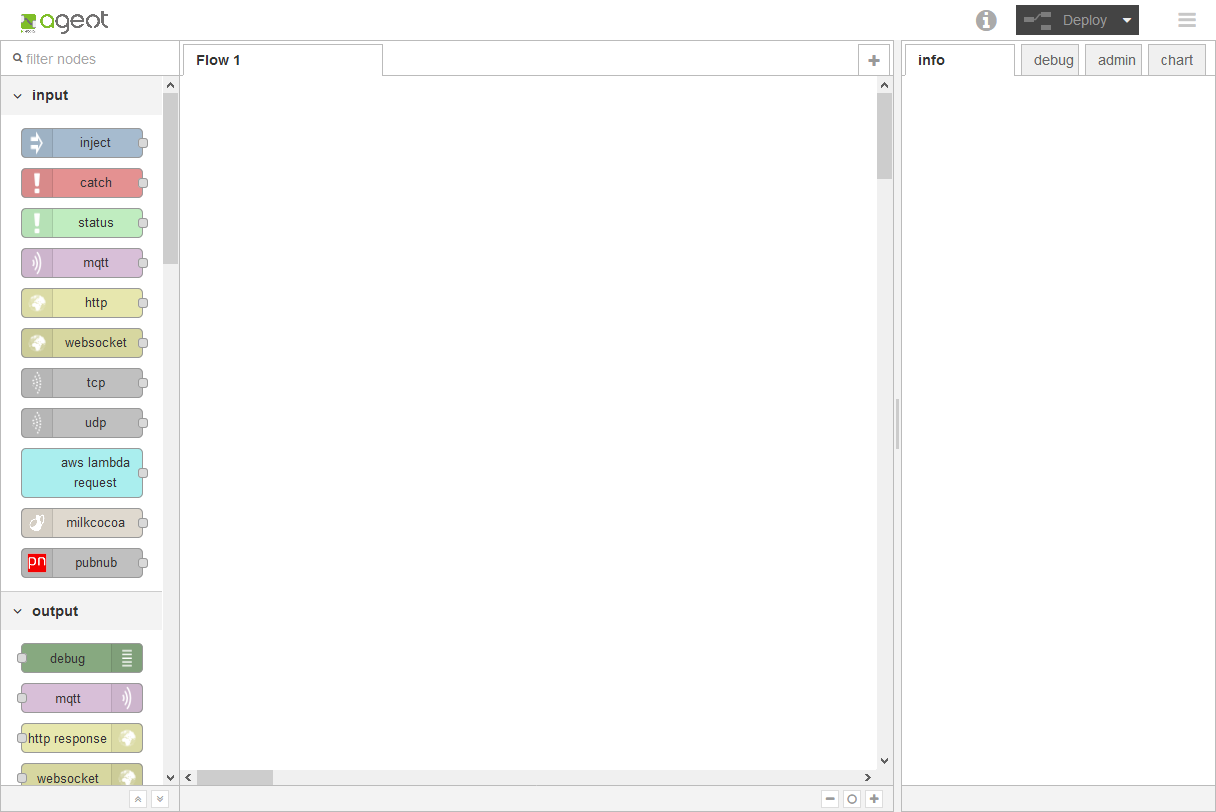 ageot
Deploy
filter nodes
Flow 1
info
debug
admin
chart
input
inject
catch
status
mqtt
http
websocket
tcp
udp
aws lambda
request
milkcocoa
pn
pubnub
output
debug
mqtt
http response
websocket